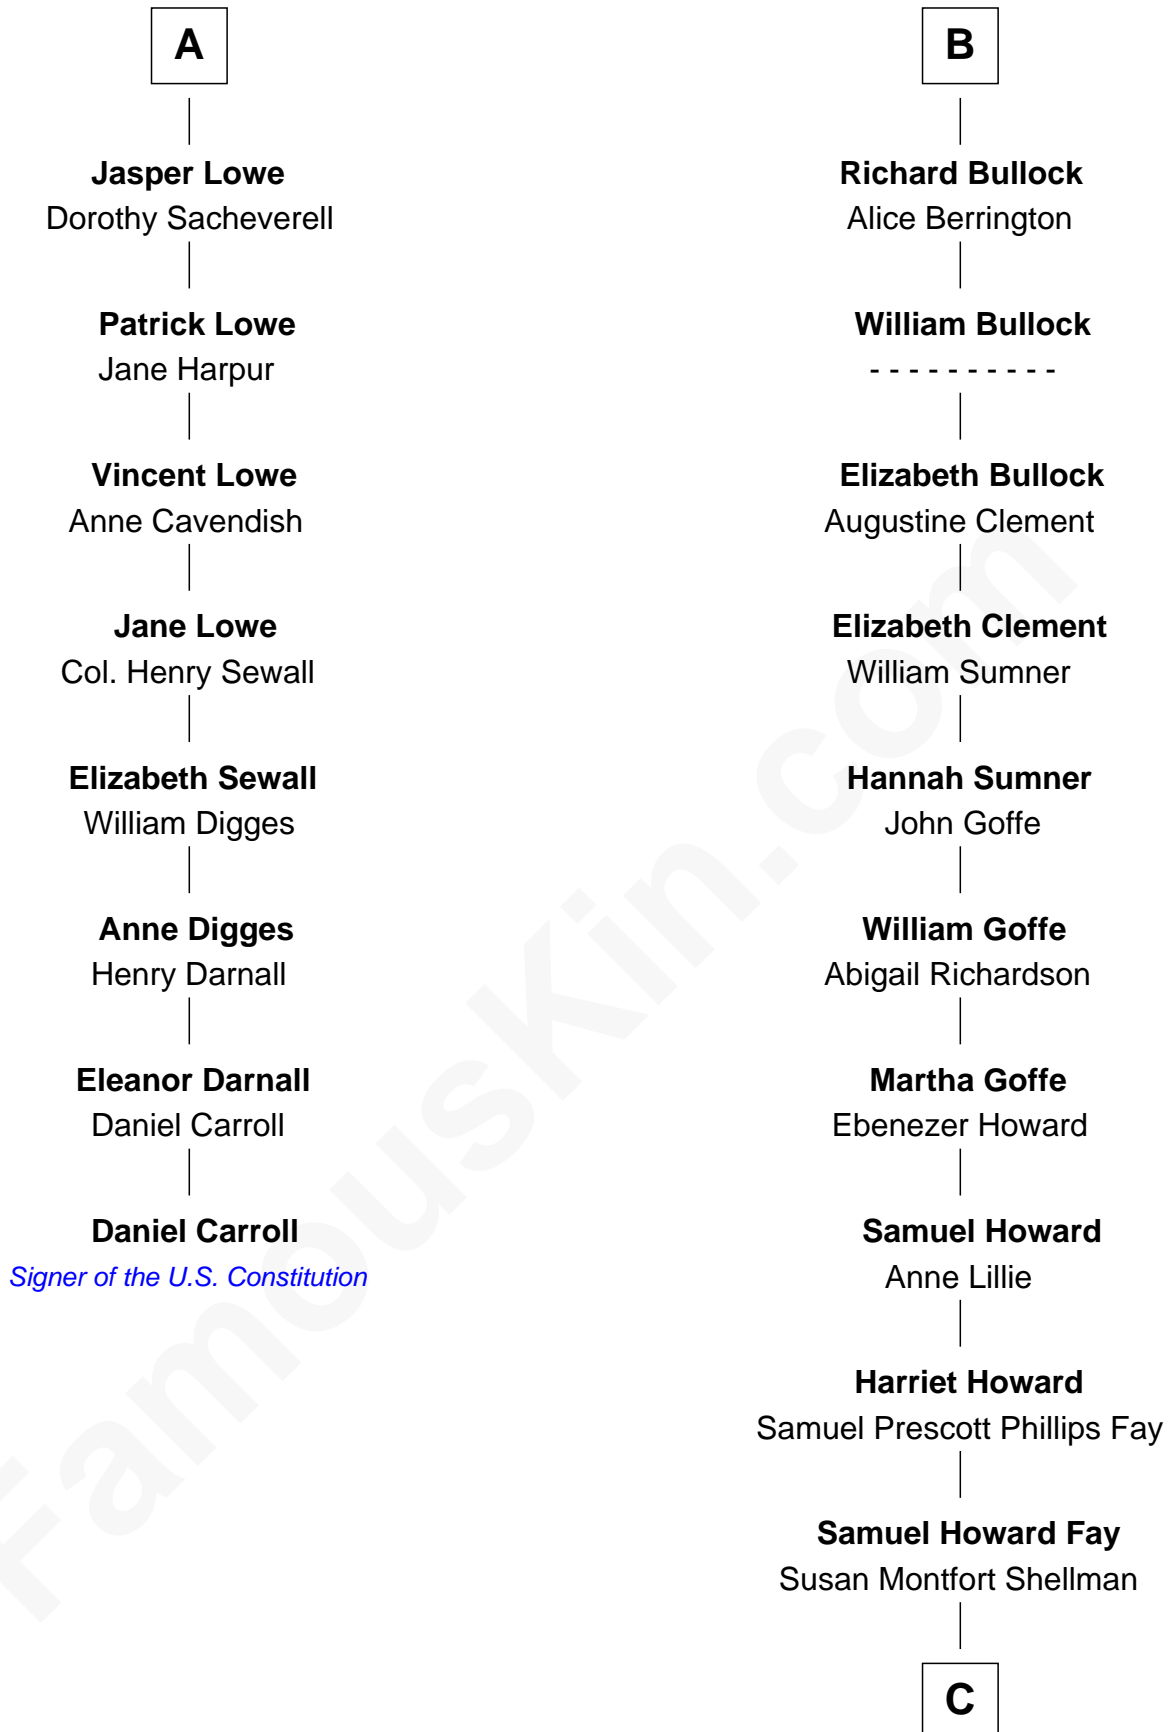 A
Jasper Lowe
Dorothy Sacheverell
Patrick Lowe
Jane Harpur
Vincent Lowe
Anne Cavendish
Jane Lowe
Col. Henry Sewall
Elizabeth Sewall
William Digges
Anne Digges
Henry Darnall
Eleanor Darnall
Daniel Carroll
Daniel Carroll
Signer of the U.S. Constitution
B
Richard Bullock
Alice Berrington
William Bullock
- - - - - - - - - -
Elizabeth Bullock
Augustine Clement
Elizabeth Clement
William Sumner
Hannah Sumner
John Goffe
William Goffe
Abigail Richardson
Martha Goffe
Ebenezer Howard
Samuel Howard
Anne Lillie
Harriet Howard
Samuel Prescott Phillips Fay
Samuel Howard Fay
Susan Montfort Shellman
C
FamousKin.com